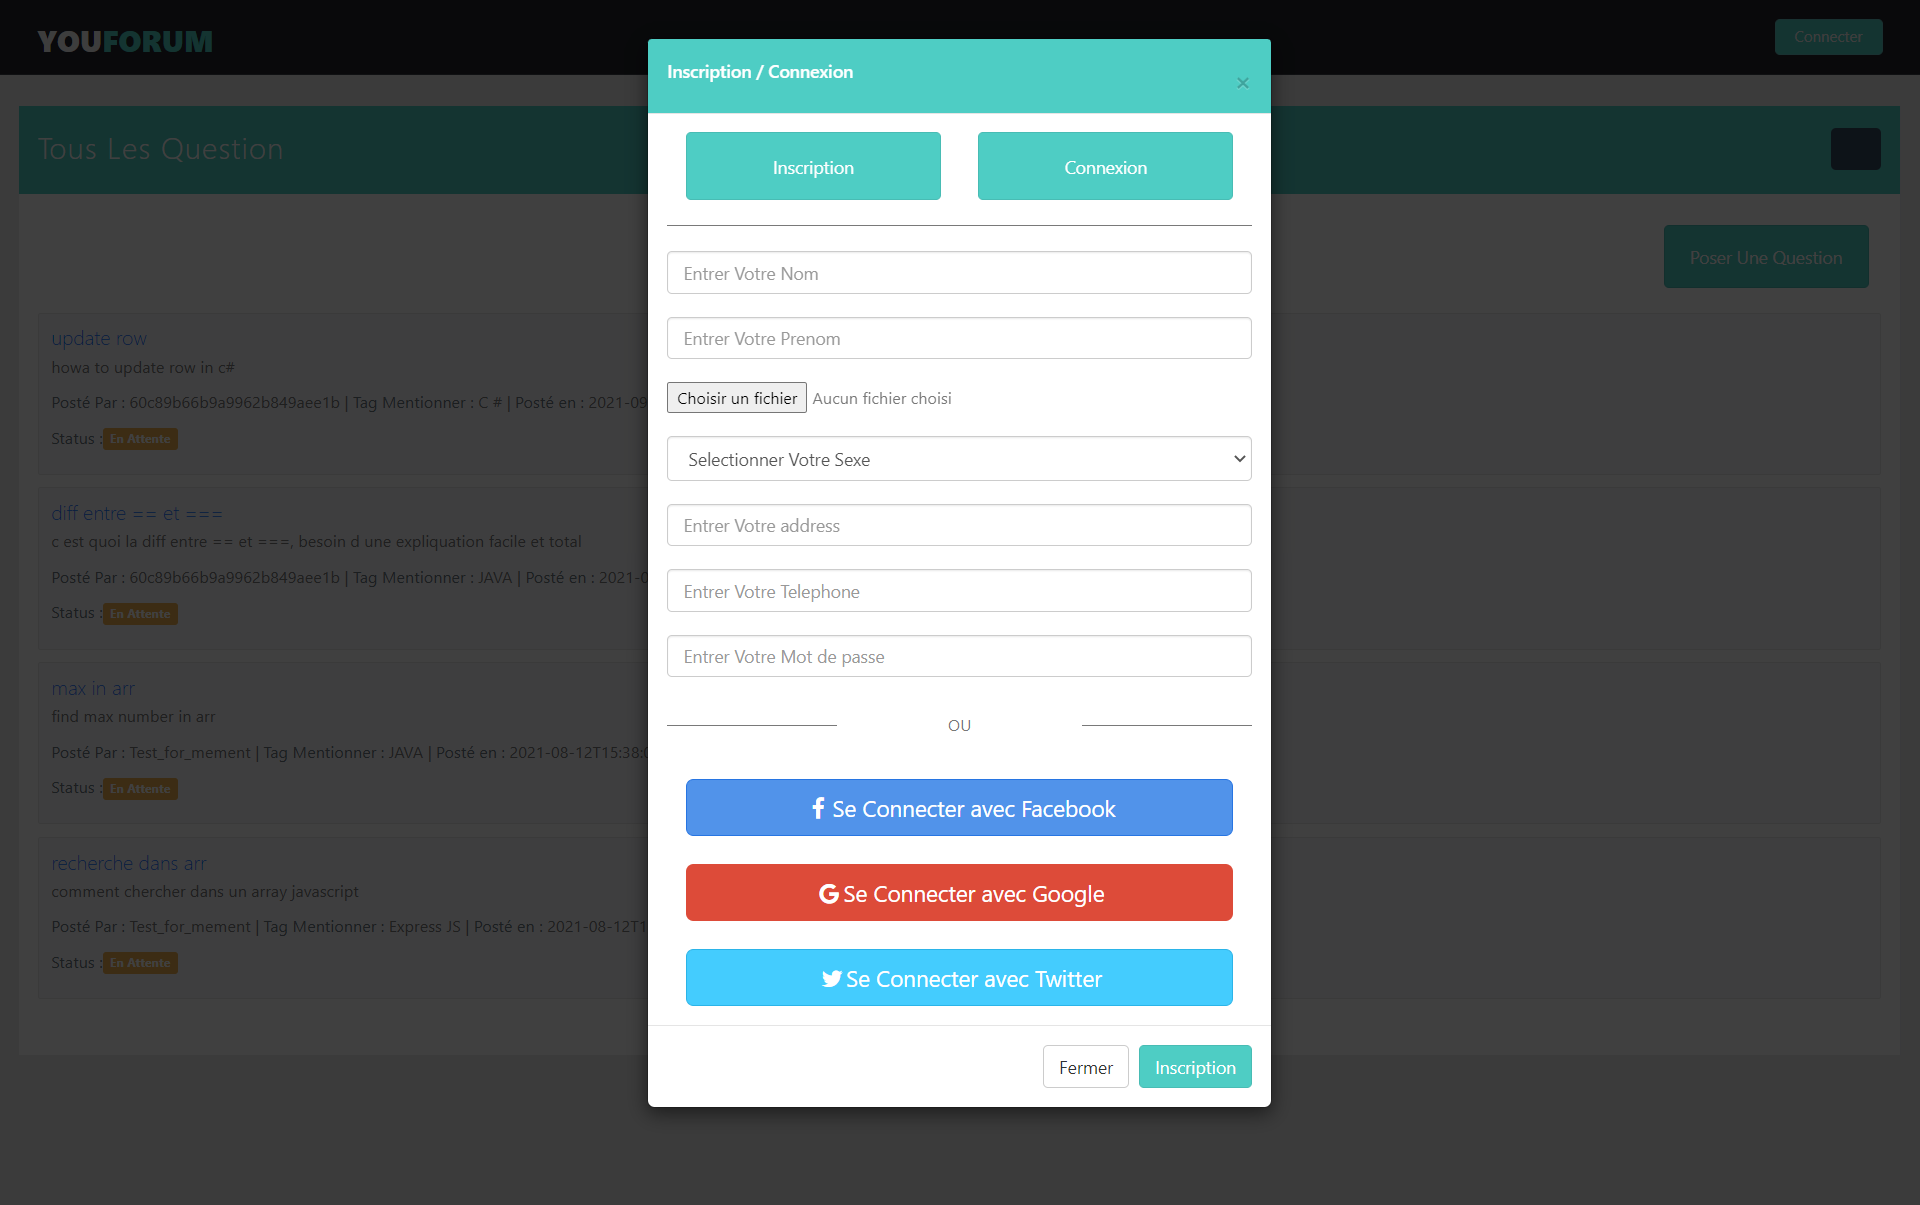 YOUFORUM
Connecter
Inscription / Connexion
×
Tous Les Question
Inscription
Connexion
Poser Une Question
Entrer Votre Nom
Entrer Votre Prenom
Choisir un fichier Aucun fichier choisi
Selectionner Votre Sexe
Entrer Votre address
Entrer Votre Telephone
Entrer Votre Mot de passe
OU
Se Connecter avec Facebook
Se Connecter avec Google
Se Connecter avec Twitter
Fermer
Inscription
update row
howa to update row in c#
Posté Par : 60c89b66b9a9962b849aee1b | Tag Mentionner : C # | Posté en : 2021-09
Status : En Attente
diff entre == et ===
c est quoi la diff entre == et ===, besoin d une expliquation facile et total
Posté Par : 60c89b66b9a9962b849aee1b | Tag Mentionner : JAVA | Posté en : 2021-0
Status : En Attente
max in arr
find max number in arr
Posté Par : Test_for_mement | Tag Mentionner : JAVA | Posté en : 2021-08-12T15:38:0
Status : En Attente
recherche dans arr
comment chercher dans un array javascript
Posté Par : Test_for_mement | Tag Mentionner : Express JS | Posté en : 2021-08-12T1
Status : En Attente